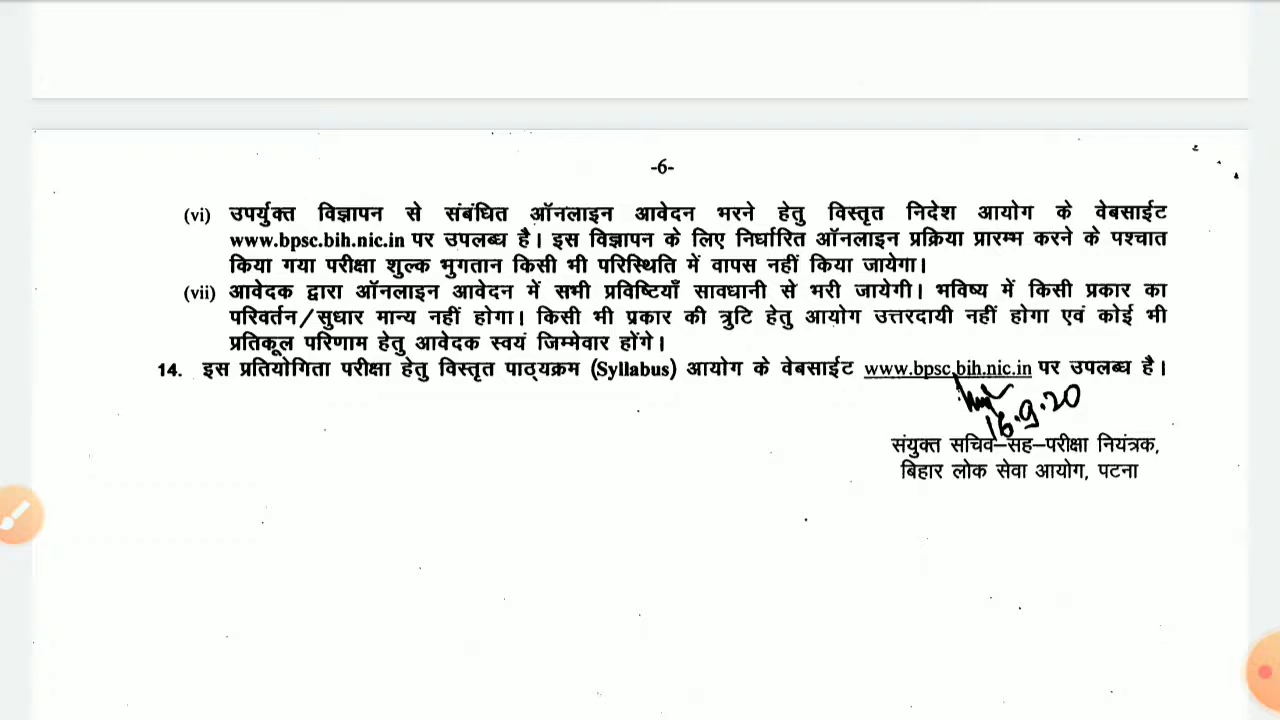 -6-
(vi) उपर्युक्त विज्ञापन से संबंधित ऑनलाइन आवेदन भरने हेतु विस्तृत निदेश आयोग के वेबसाईट
www.bpsc.bih.nic.in पर उपलब्ध है। इस विज्ञापन के लिए निर्धारित ऑनलाइन प्रक्रिया प्रारम्भ करने के पश्चात
किया गया परीक्षा शुल्क भुगतान किसी भी परिस्थिति में वापस नहीं किया जायेगा।
(vii) आवेदक द्वारा ऑनलाइन आवेदन में सभी प्रविष्टियाँ सावधानी से भरी जायेगी। भविष्य में किसी प्रकार का
परिवर्तन/सुधार मान्य नहीं होगा। किसी भी प्रकार की त्रुटि हेतु आयोग उत्तरदायी नहीं होगा एवं कोई भी
प्रतिकूल परिणाम हेतु आवेदक स्वयं जिम्मेवार होंगे।
14. इस प्रतियोगिता परीक्षा हेतु विस्तृत पाठ्यक्रम (Syllabus) आयोग के वेबसाईट www.bpsc.bih.nic.in पर उपलब्ध है।
16.9.20
संयुक्त सचिव–सह–परीक्षा नियंत्रक,
बिहार लोक सेवा आयोग, पटना